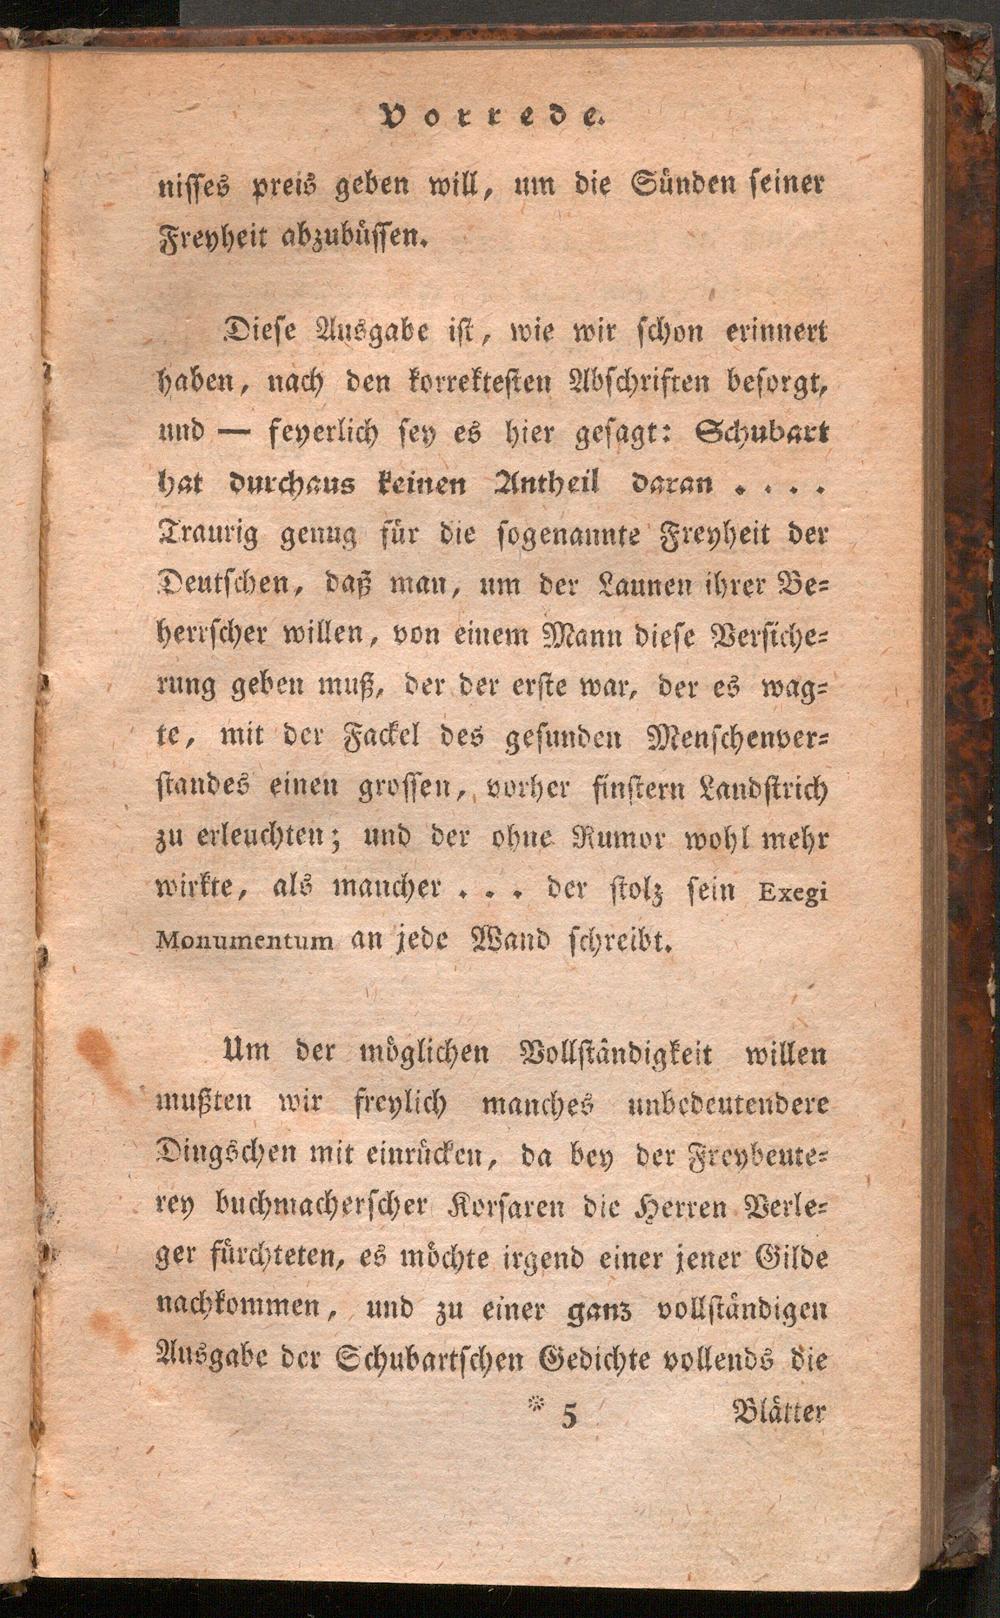 Vorrede.
nisses preis geben will, um die Sünden seiner
Freyheit abzubüssen.
Diese Ausgabe ist, wie wir schon erinnert
haben, nach den korrektesten Abschriften besorgt,
und — feyerlich sey es hier gesagt: Schubart
hat durchaus keinen Antheil daran . . . .
Traurig genug für die sogenannte Freyheit der
Deutschen, daß man, um der Launen ihrer Be=
herrscher willen, von einem Mann diese Versiche=
rung geben muß, der der erste war, der es wag=
te, mit der Fackel des gesunden Menschenver=
standes einen grossen, vorher finstern Landstrich
zu erleuchten; und der ohne Rumor wohl mehr
wirkte, als mancher . . . der stolz sein Exegi
Monumentum an jede Wand schreibt.
Um der möglichen Vollständigkeit willen
mußten wir freylich manches unbedeutendere
Dingschen mit einrücken, da bey der Freybeute=
rey buchmacherscher Korsaren die Herren Verle=
ger fürchteten, es möchte irgend einer jener Gilde
nachkommen, und zu einer ganz vollständigen
Ausgabe der Schubartschen Gedichte vollends die
* 5 Blätter